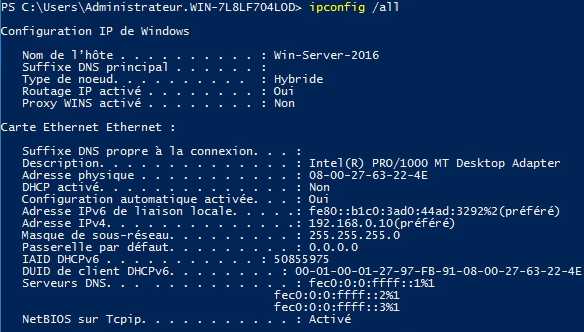 PS C:\Users\Administrateur.WIN-7L8LF704LOD> ipconfig /all
Configuration IP de Windows
Nom de l'hôte . . . . . . . . . . : Win-Server-2016
Suffixe DNS principal . . . . . . :
Type de noeud. . . . . . . . . . : Hybride
Routage IP activé . . . . . . . . : Oui
Proxy WINS activé . . . . . . . . : Non
Carte Ethernet Ethernet :
Suffixe DNS propre à la connexion. . . :
Description. . . . . . . . . . . . . . : Intel(R) PRO/1000 MT Desktop Adapter
Adresse physique . . . . . . . . . . . : 08-00-27-63-22-4E
DHCP activé. . . . . . . . . . . . . . : Non
Configuration automatique activée. . . : Oui
Adresse IPv6 de liaison locale. . . . .: fe80::b1c0:3ad0:44ad:3292%2(préféré)
Adresse IPv4. . . . . . . . . . . . . .: 192.168.0.10(préféré)
Masque de sous-réseau. . . . . . . . . : 255.255.255.0
Passerelle par défaut. . . . . . . . . : 0.0.0.0
IAID DHCPv6 . . . . . . . . . . . : 50855975
DUID de client DHCPv6. . . . . . . . : 00-01-00-01-27-97-FB-91-08-00-27-63-22-4E
Serveurs DNS. . . . . . . . . . . . . : fec0:0:0:ffff::1%1
fec0:0:0:ffff::2%1
fec0:0:0:ffff::3%1
NetBIOS sur Tcpip. . . . . . . . . . . : Activé